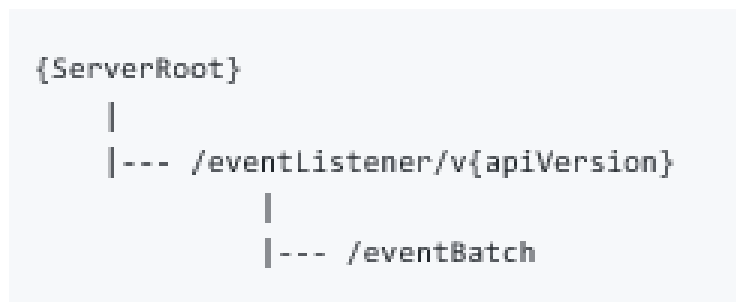 {ServerRoot}
|
|--- /eventListener/v{apiVersion}
|
|--- /eventBatch